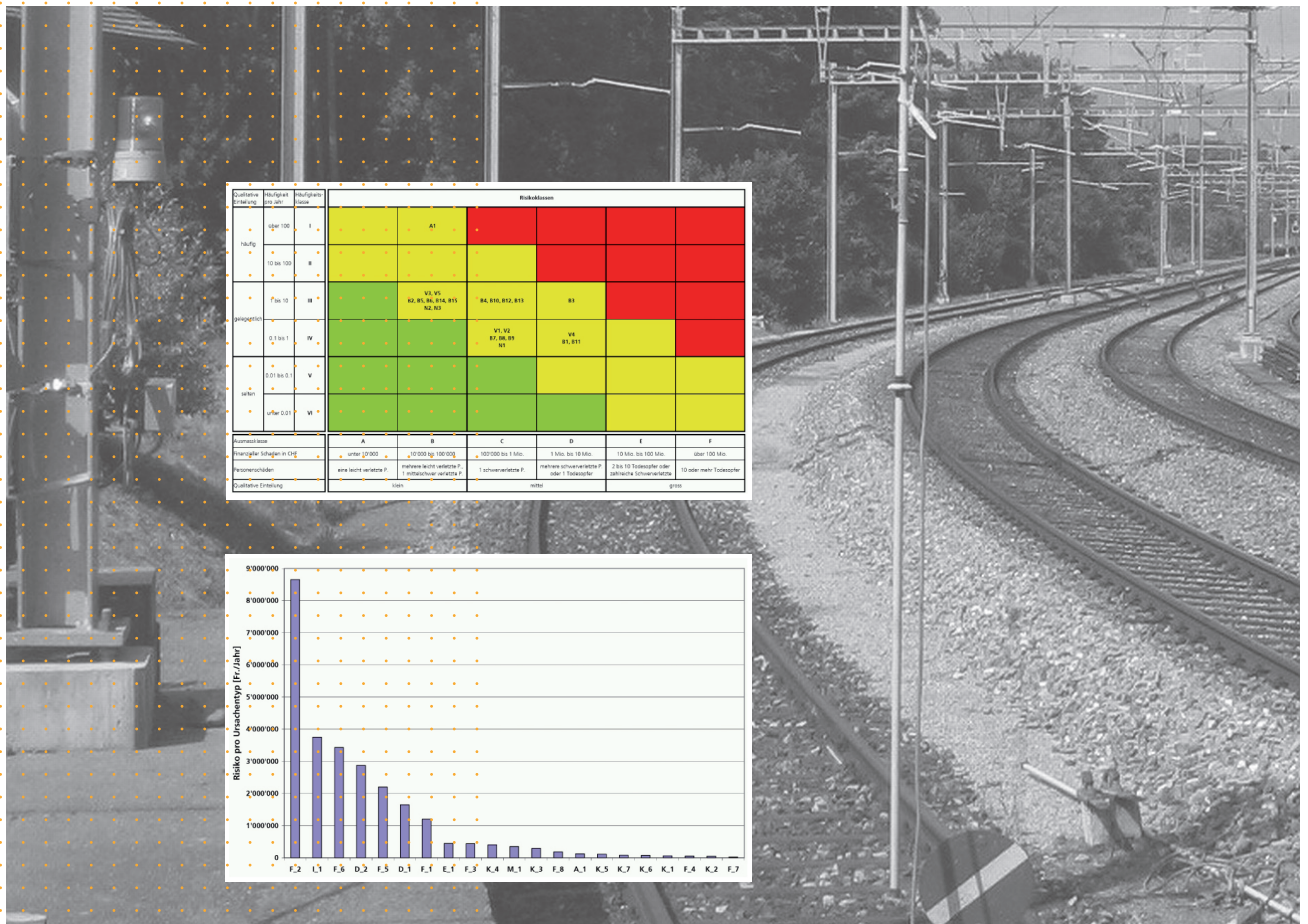 Qualitative Einteilung
Häufigkeit pro Jahr
Häufigkeits klasse
Risikoklassen
häufig
über 100
I
A1
10 bis 100
II
gelegentlich
1 bis 10
III
V3, V5
B2, B5, B6, B14, B15
N2, N3
B4, B10, B12, B13
B3
0.1 bis 1
IV
V1, V2
B7, B8, B9
N1
V4
B1, B11
selten
0.01 bis 0.1
V
unter 0.01
VI
Ausmassklasse A B C D E F
Finanzieller Schaden in CHF unter 10'000 10'000 bis 100'000 100'000 bis 1 Mio. 1 Mio. bis 10 Mio. 10 Mio. bis 100 Mio. über 100 Mio.
Personenschäden
eine leicht verletzte P.
mehrere leicht verletzte P.,
1 mittelschwer verletzte P.
1 schwerverletzte P.
mehrere schwerverletzte P.
oder 1 Todesopfer
2 bis 10 Todesopfer oder
zahlreiche Schwerverletzte
10 oder mehr Todesopfer
Qualitative Einteilung klein mittel gross
Risiko pro Ursachentyp [Fr./Jahr]
9'000'000
8'000'000
7'000'000
6'000'000
5'000'000
4'000'000
3'000'000
2'000'000
1'000'000
0
F_2 I_1 F_6 D_2 F_5 D_1 F_1 E_1 F_3 K_4 M_1 K_3 F_8 A_1 K_5 K_7 K_6 K_1 F_4 K_2 F_7